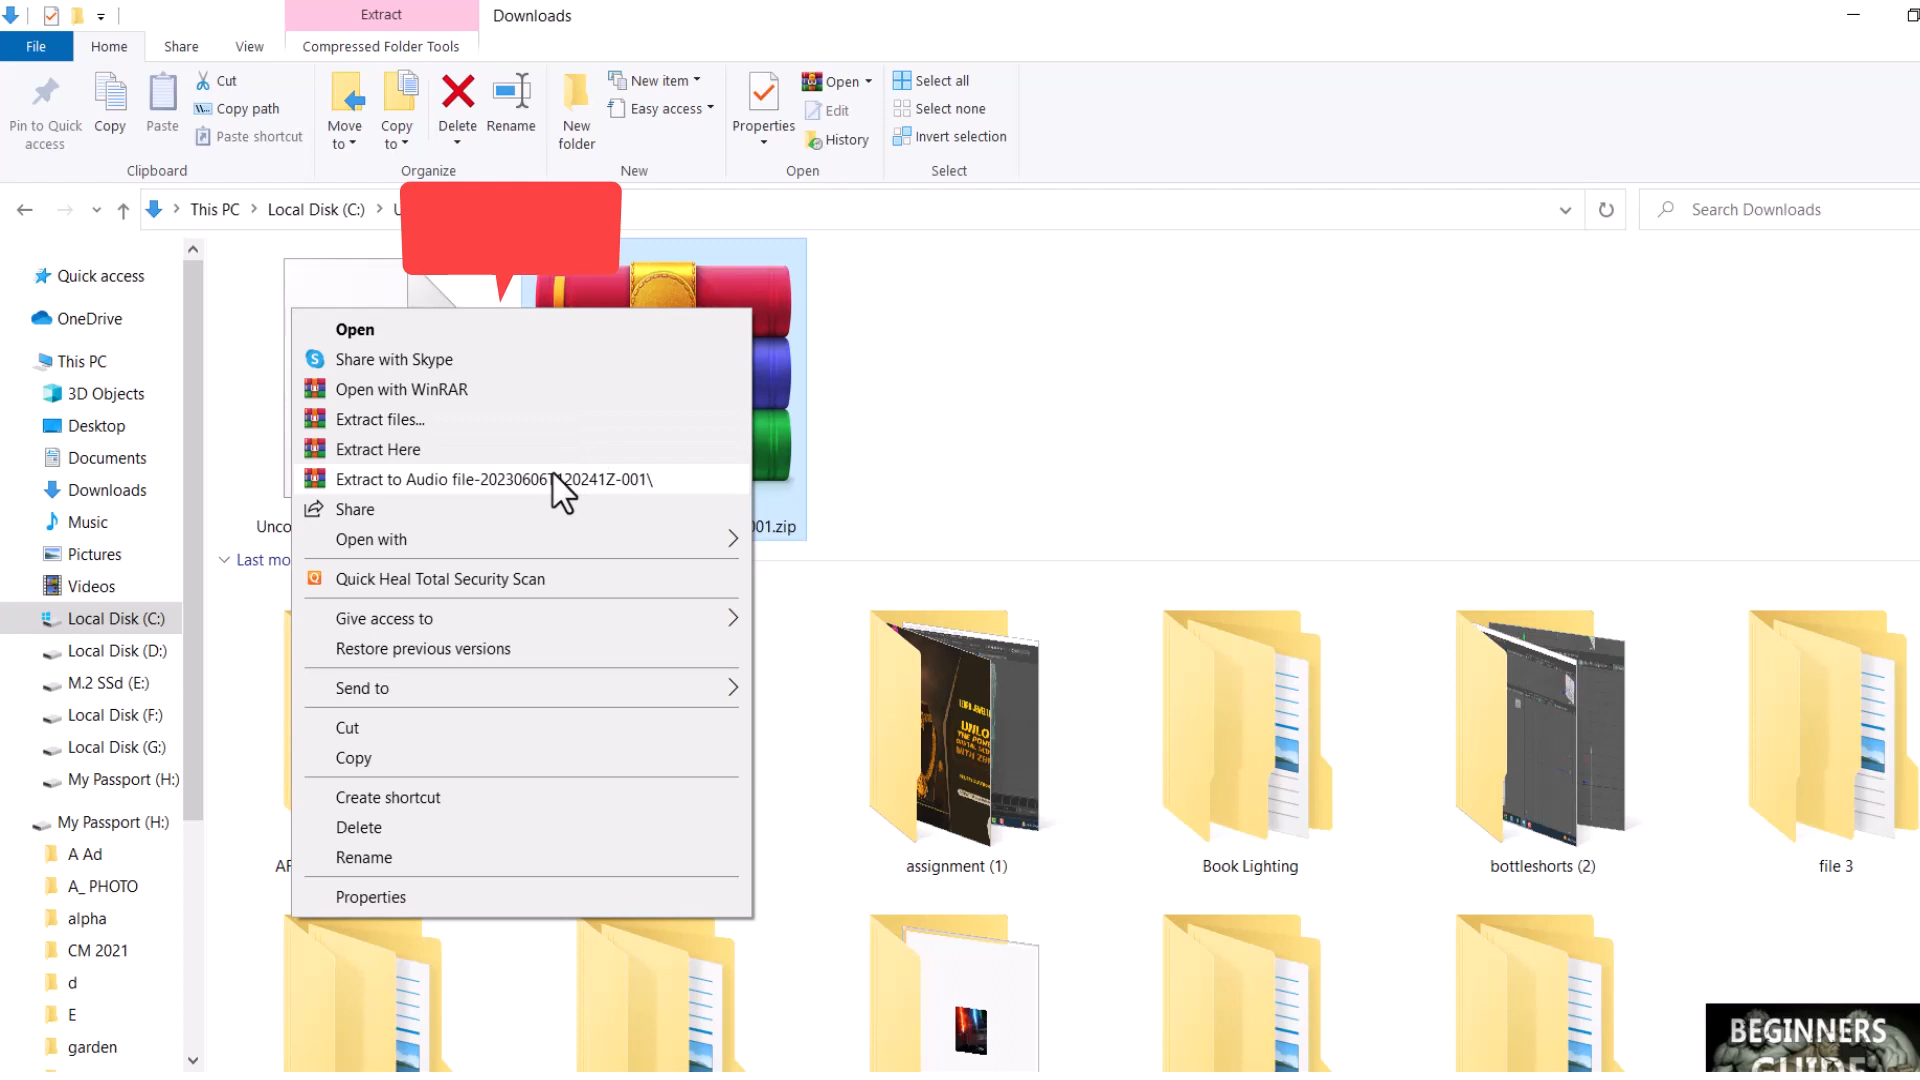 Extract
Downloads
File
Home
Share
View
Compressed Folder Tools
Pin to Quick access
Copy
Paste
Cut
Copy path
Paste shortcut
Move to
Copy to
Delete
Rename
New folder
New item
Easy access
Properties
Open
Edit
History
Select all
Select none
Invert selection
Clipboard
Organize
New
Open
Select
This PC
Local Disk (C:)
Search Downloads
Quick access
OneDrive
This PC
3D Objects
Desktop
Documents
Downloads
Music
Pictures
Videos
Local Disk (C:)
Local Disk (D:)
M.2 SSd (E:)
Local Disk (F:)
Local Disk (G:)
My Passport (H:)
My Passport (H:)
A Ad
A_ PHOTO
alpha
CM 2021
d
E
garden
Open
Share with Skype
Open with WinRAR
Extract files...
Extract Here
Extract to Audio file-20230606T120241Z-001\
Share
Open with
Quick Heal Total Security Scan
Give access to
Restore previous versions
Send to
Cut
Copy
Create shortcut
Delete
Rename
Properties
001.zip
assignment (1)
Book Lighting
bottleshorts (2)
file 3
BEGINNERS
GUIDE